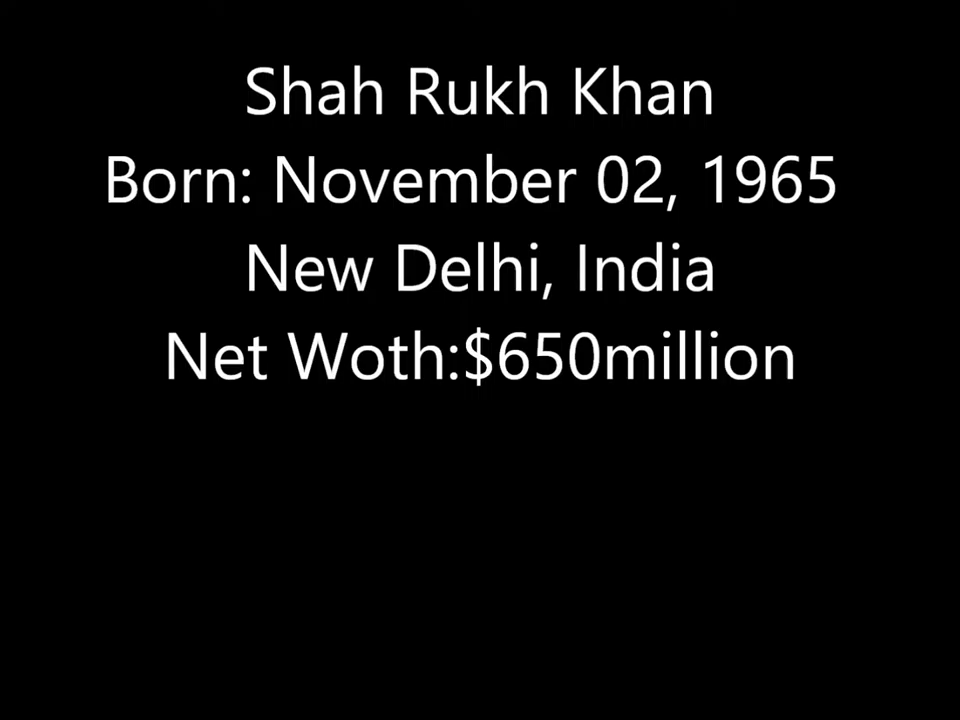 Shah Rukh Khan
Born: November 02, 1965
New Delhi, India
Net Woth:$650million